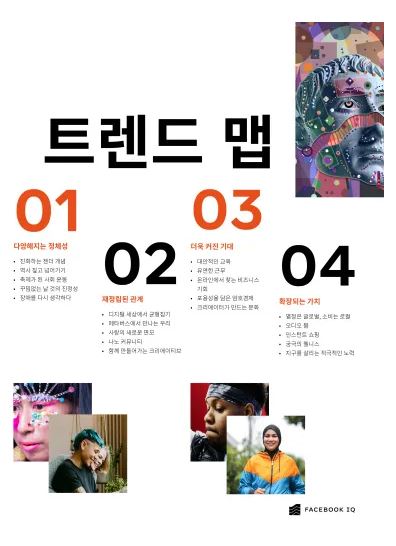 트렌드 맵
01
다양해지는 정체성
• 진화하는 젠더 개념
• 역사 짚고 넘어가기
• 축제가 된 사회 운동
• 꾸밈없는 날 것의 진정성
• 장애를 다시 생각하다
02
재정립된 관계
• 디지털 세상에서 균형잡기
• 메타버스에서 만나는 우리
• 사랑의 새로운 면모
• 나노 커뮤니티
• 함께 만들어가는 크리에이티브
03
더욱 커진 기대
• 대안적인 교육
• 유연한 근무
• 온라인에서 찾는 비즈니스
기회
• 포용성을 담은 암호경제
• 크리에이터가 만드는 문화
04
확장되는 가치
• 열정은 글로벌, 소비는 로컬
• 오디오 붐
• 인스턴트 쇼핑
• 궁극의 웰니스
• 지구를 살리는 적극적인 노력
FACEBOOK IQ